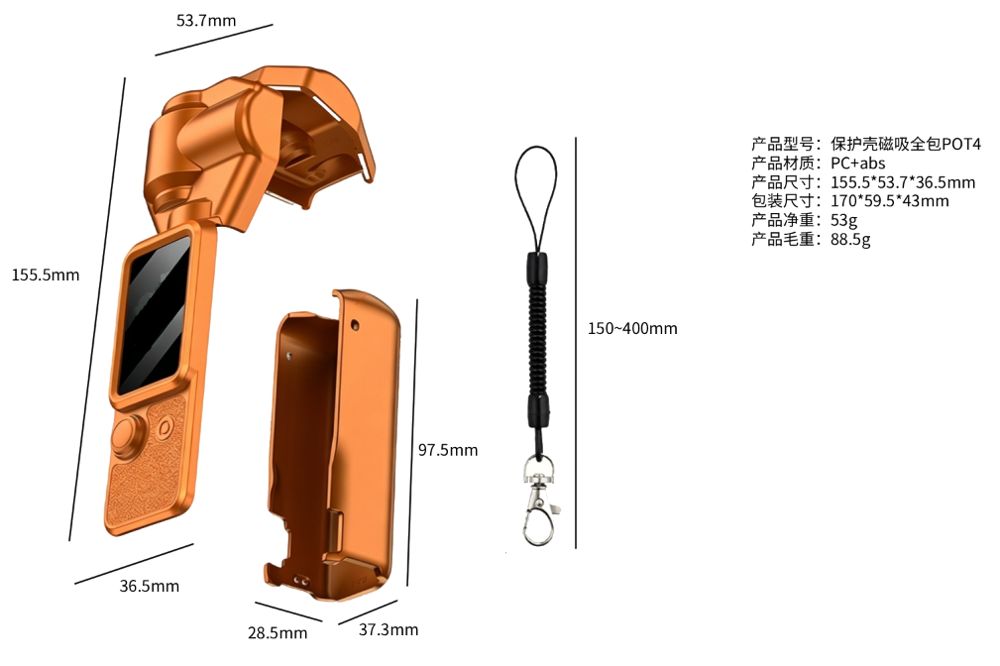 53.7mm
155.5mm
36.5mm
97.5mm
28.5mm
37.3mm
150~400mm
产品型号：保护壳磁吸全包POT4
产品材质：PC+abs
产品尺寸：155.5*53.7*36.5mm
包装尺寸：170*59.5*43mm
产品净重：53g
产品毛重：88.5g